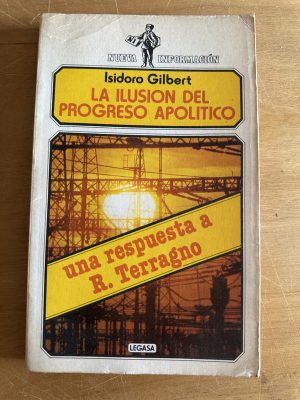 NUEVA INFORMACIÓN
Isidoro Gilbert
LA ILUSION DEL
PROGRESO APOLITICO
una respuesta a
R. Terragno
LEGASA